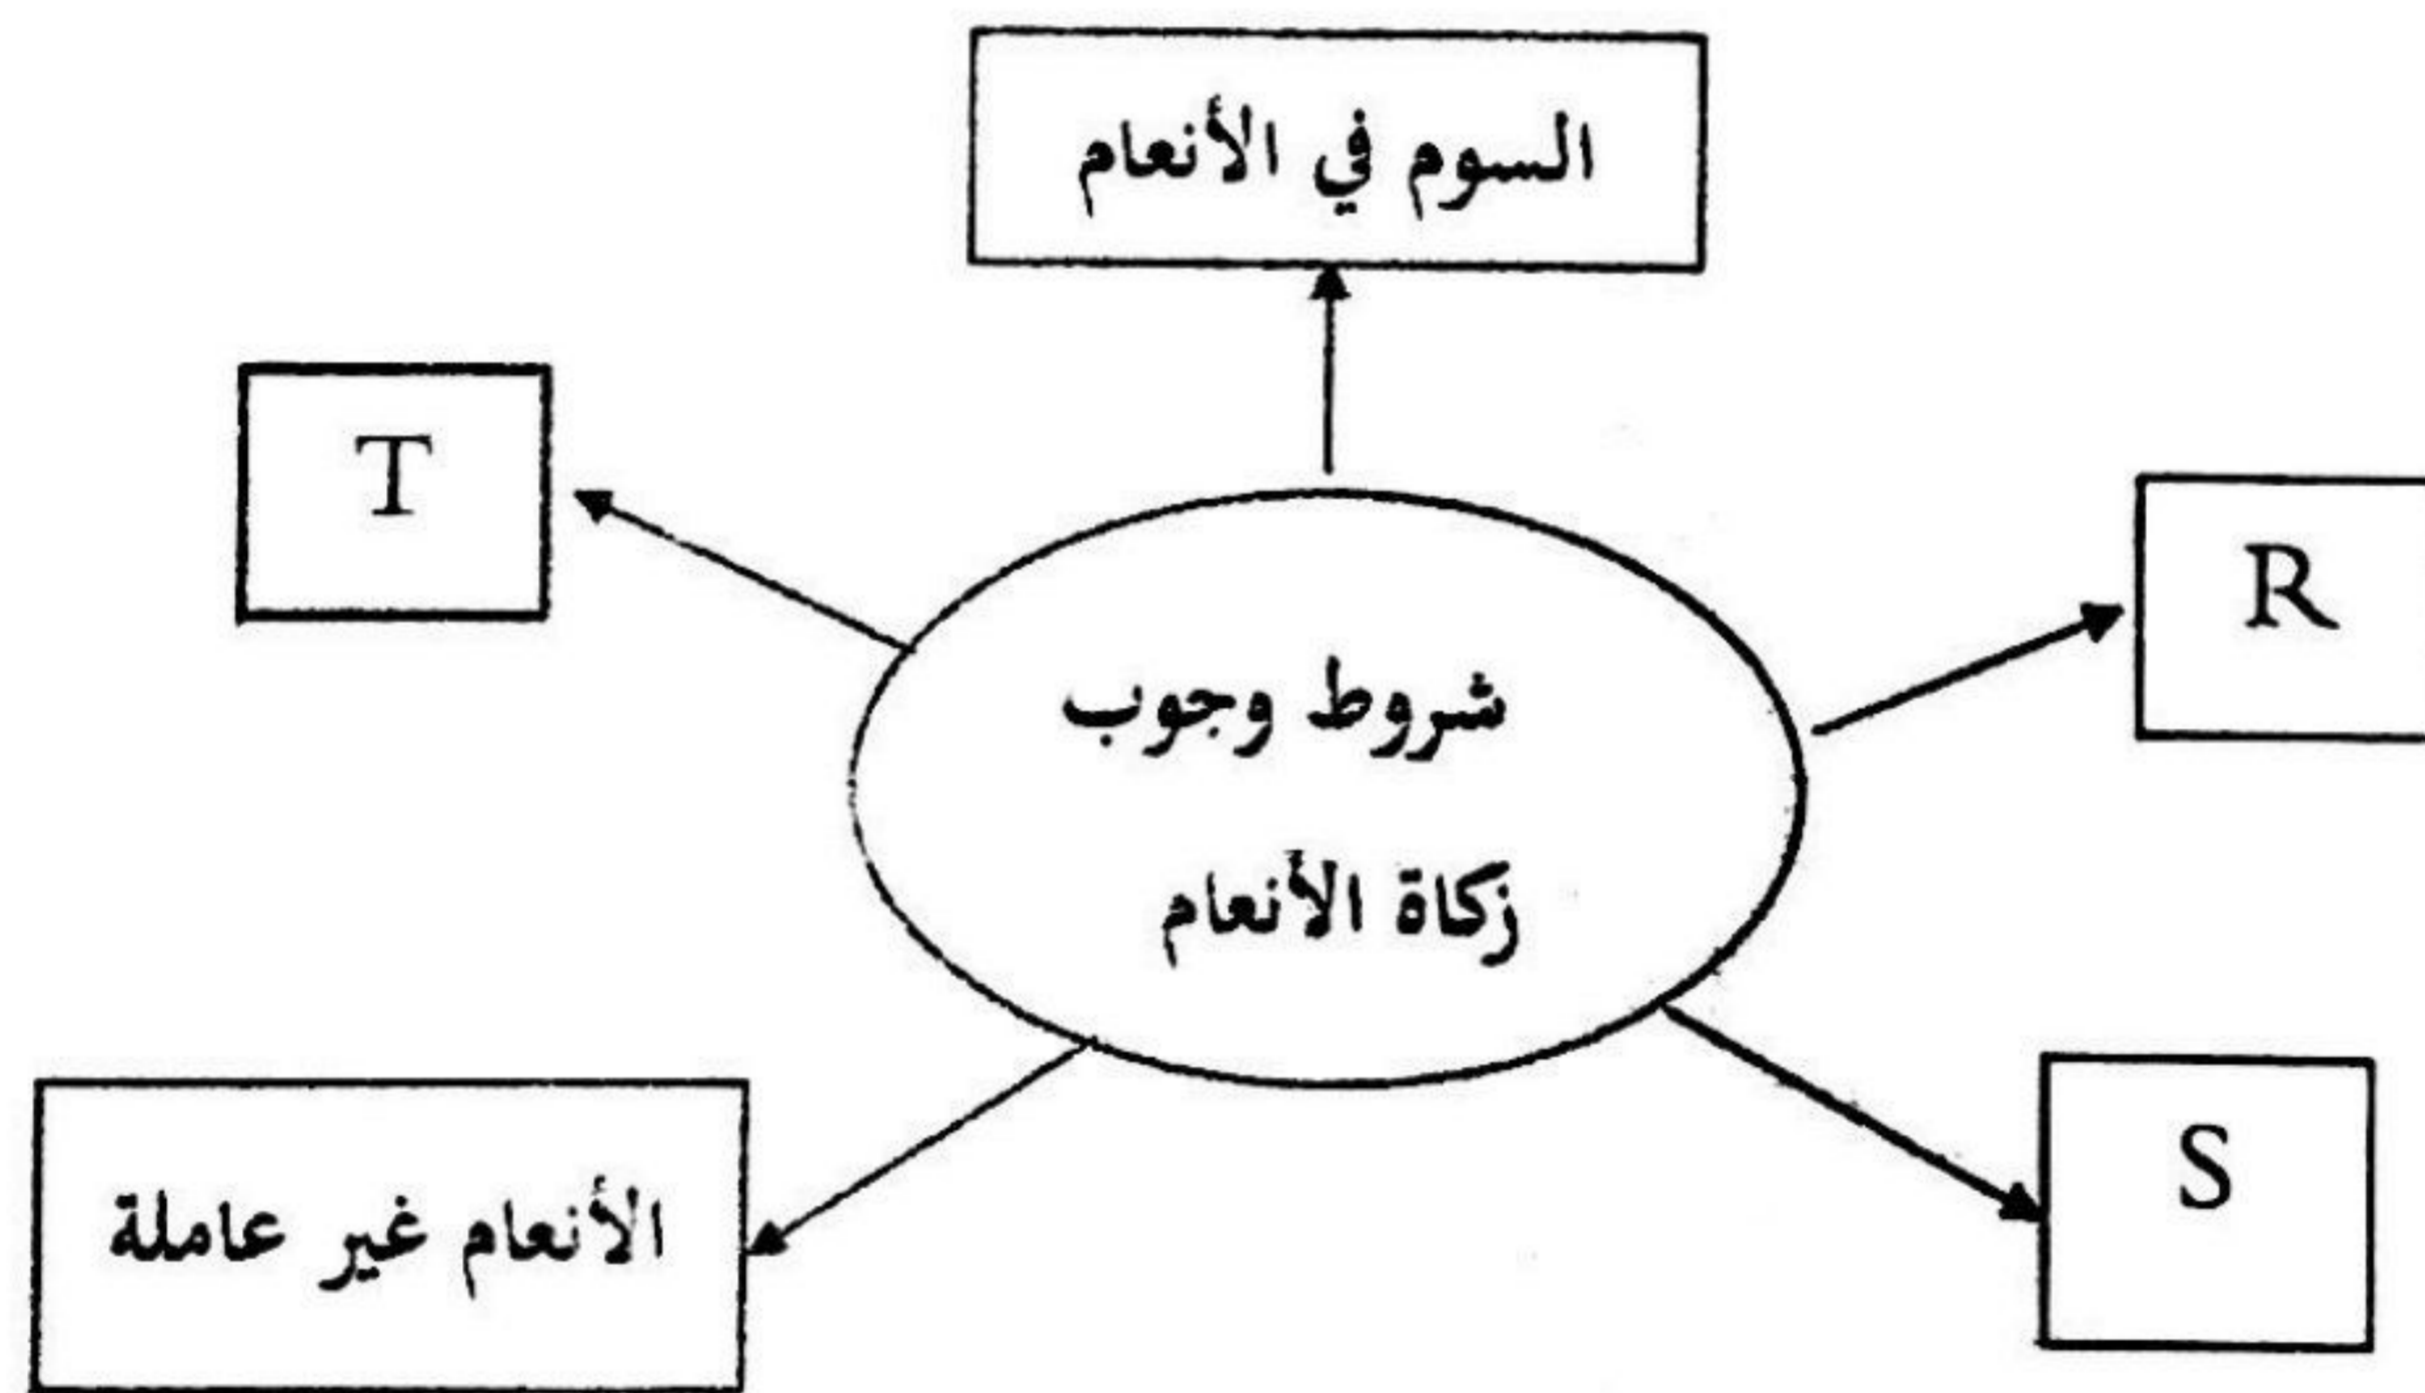 السوم في الأنعام
T
R
شروط وجوب
زكاة الأنعام
S
الأنعام غير عاملة